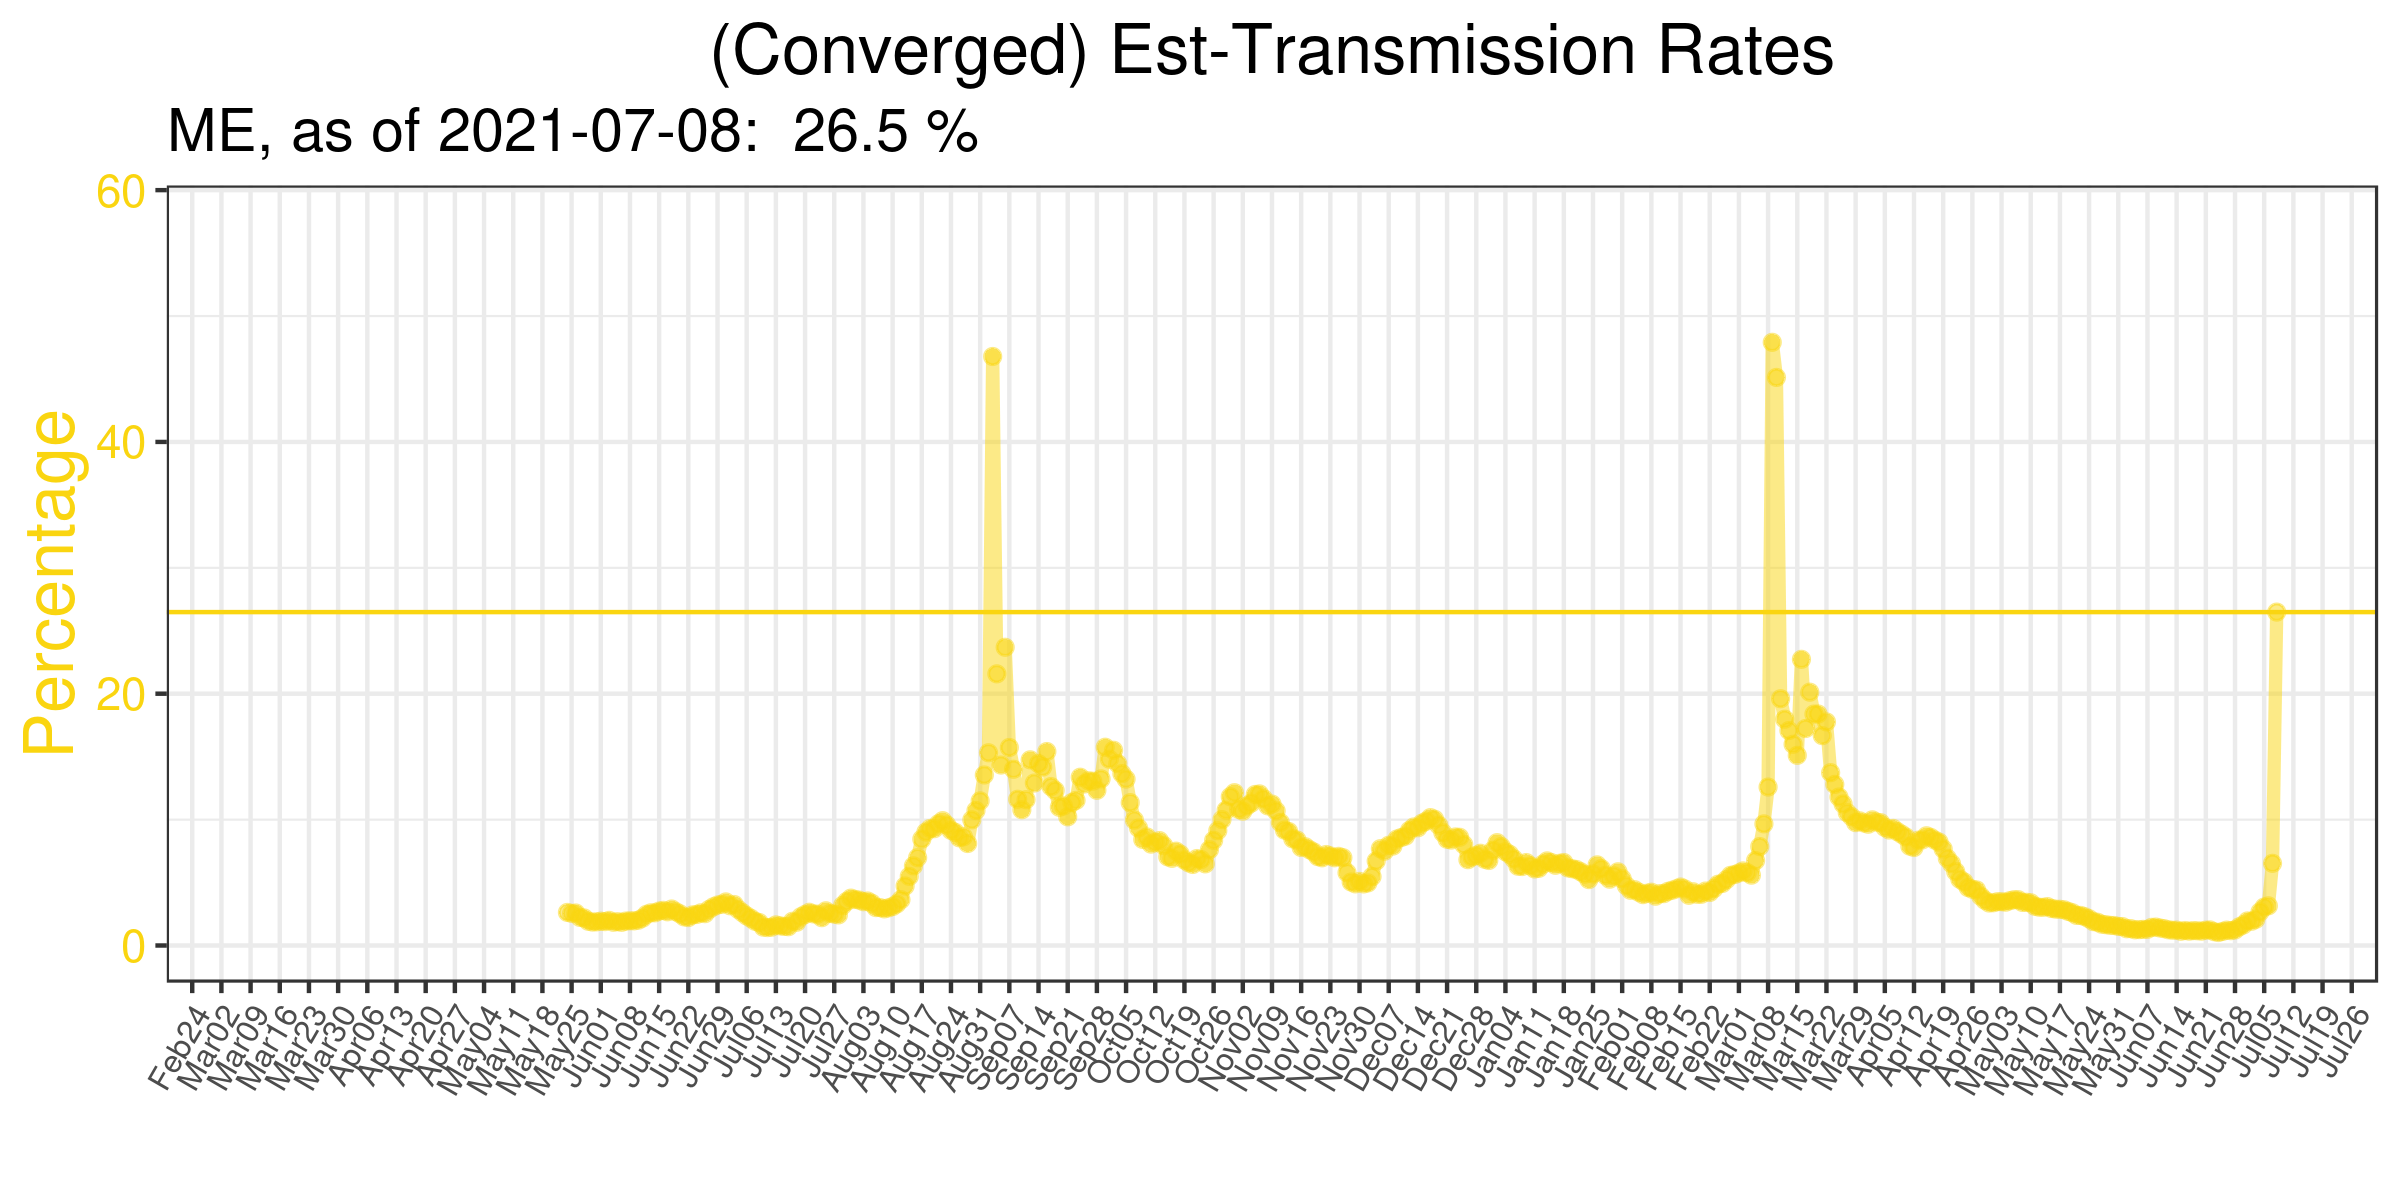 (Converged) Est-Transmission Rates
ME, as of 2021-07-08:  26.5 %
Percentage
60
40
20
0
Feb24
Mar02
Mar09
Mar16
Mar23
Mar30
Apr06
Apr13
Apr20
Apr27
May04
May11
May18
May25
Jun01
Jun08
Jun15
Jun22
Jun29
Jul06
Jul13
Jul20
Jul27
Aug03
Aug10
Aug17
Aug24
Aug31
Sep07
Sep14
Sep21
Sep28
Oct05
Oct12
Oct19
Oct26
Nov02
Nov09
Nov16
Nov23
Nov30
Dec07
Dec14
Dec21
Dec28
Jan04
Jan11
Jan18
Jan25
Feb01
Feb08
Feb15
Feb22
Mar01
Mar08
Mar15
Mar22
Mar29
Apr05
Apr12
Apr19
Apr26
May03
May10
May17
May24
May31
Jun07
Jun14
Jun21
Jun28
Jul05
Jul12
Jul19
Jul26